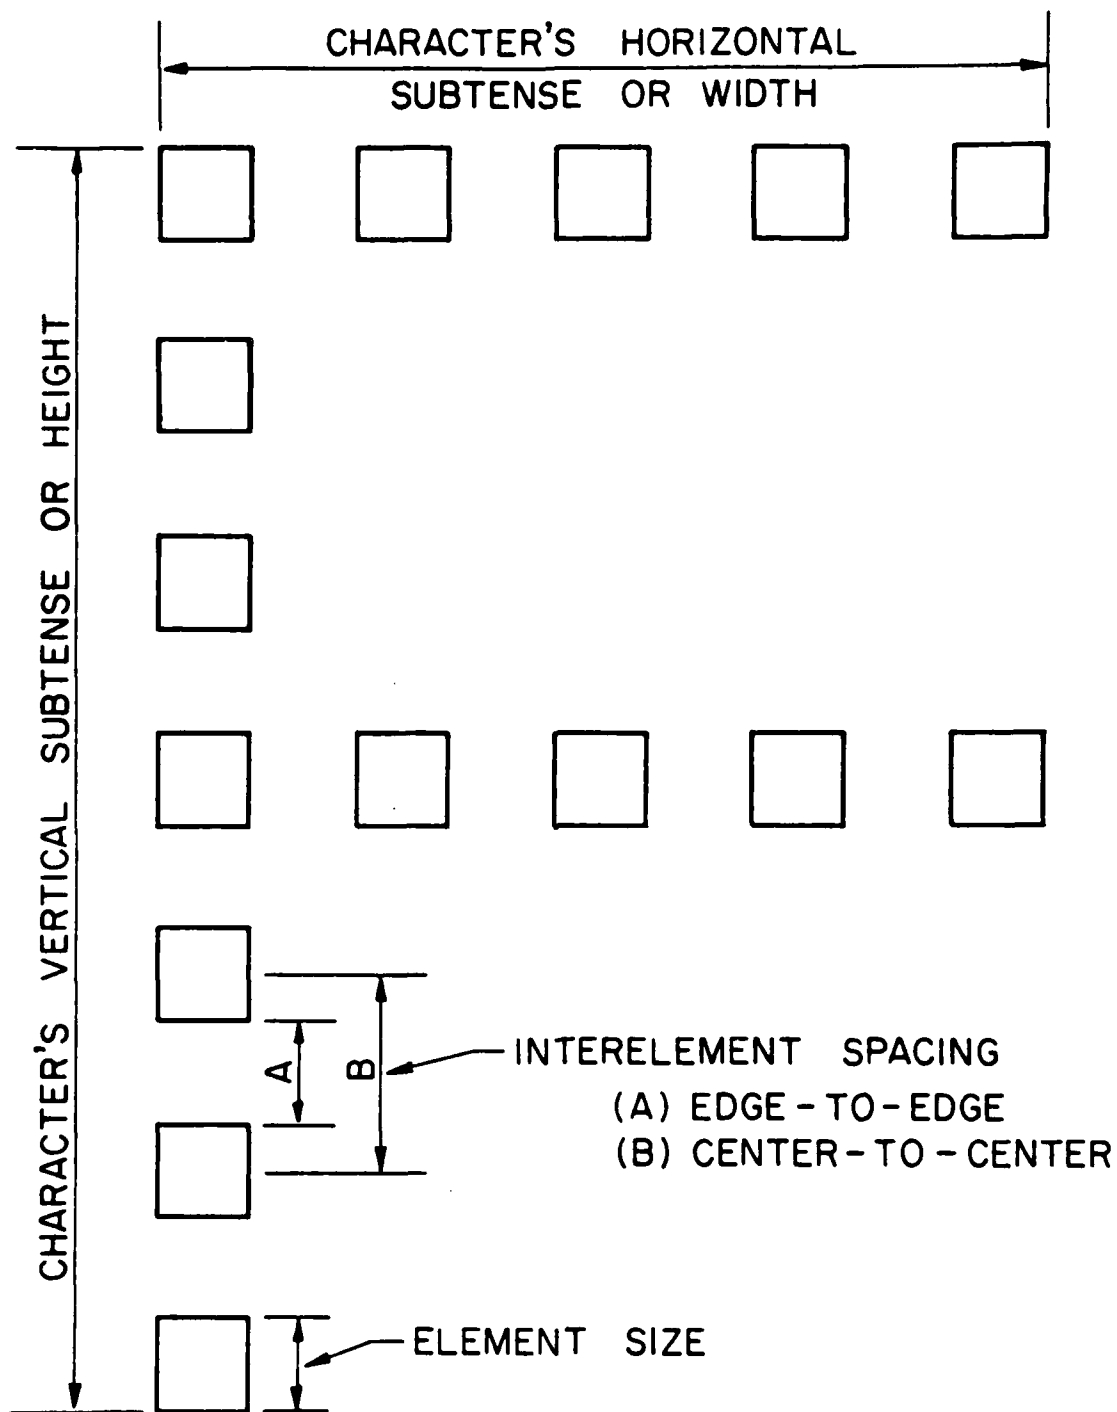 CHARACTER'S HORIZONTAL
SUBTENSE OR WIDTH
CHARACTER'S VERTICAL SUBTENSE OR HEIGHT
A
B
INTERELEMENT SPACING
(A) EDGE-TO-EDGE
(B) CENTER-TO-CENTER
ELEMENT SIZE